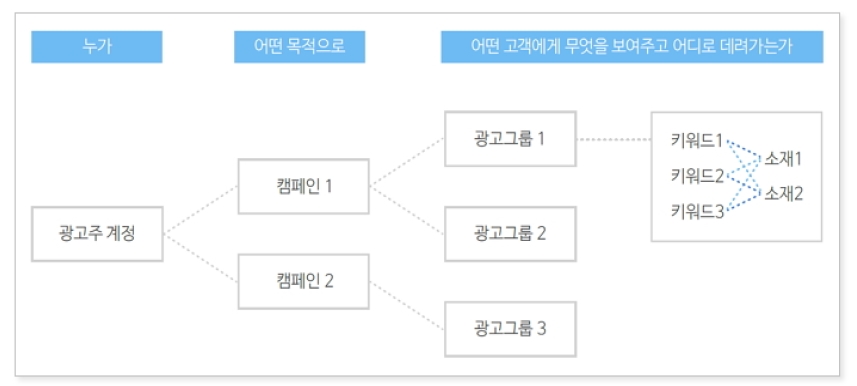 누가
어떤 목적으로
어떤 고객에게 무엇을 보여주고 어디로 데려가는가
광고주 계정
캠페인 1
캠페인 2
광고그룹 1
광고그룹 2
광고그룹 3
키워드1
키워드2
키워드3
소재1
소재2